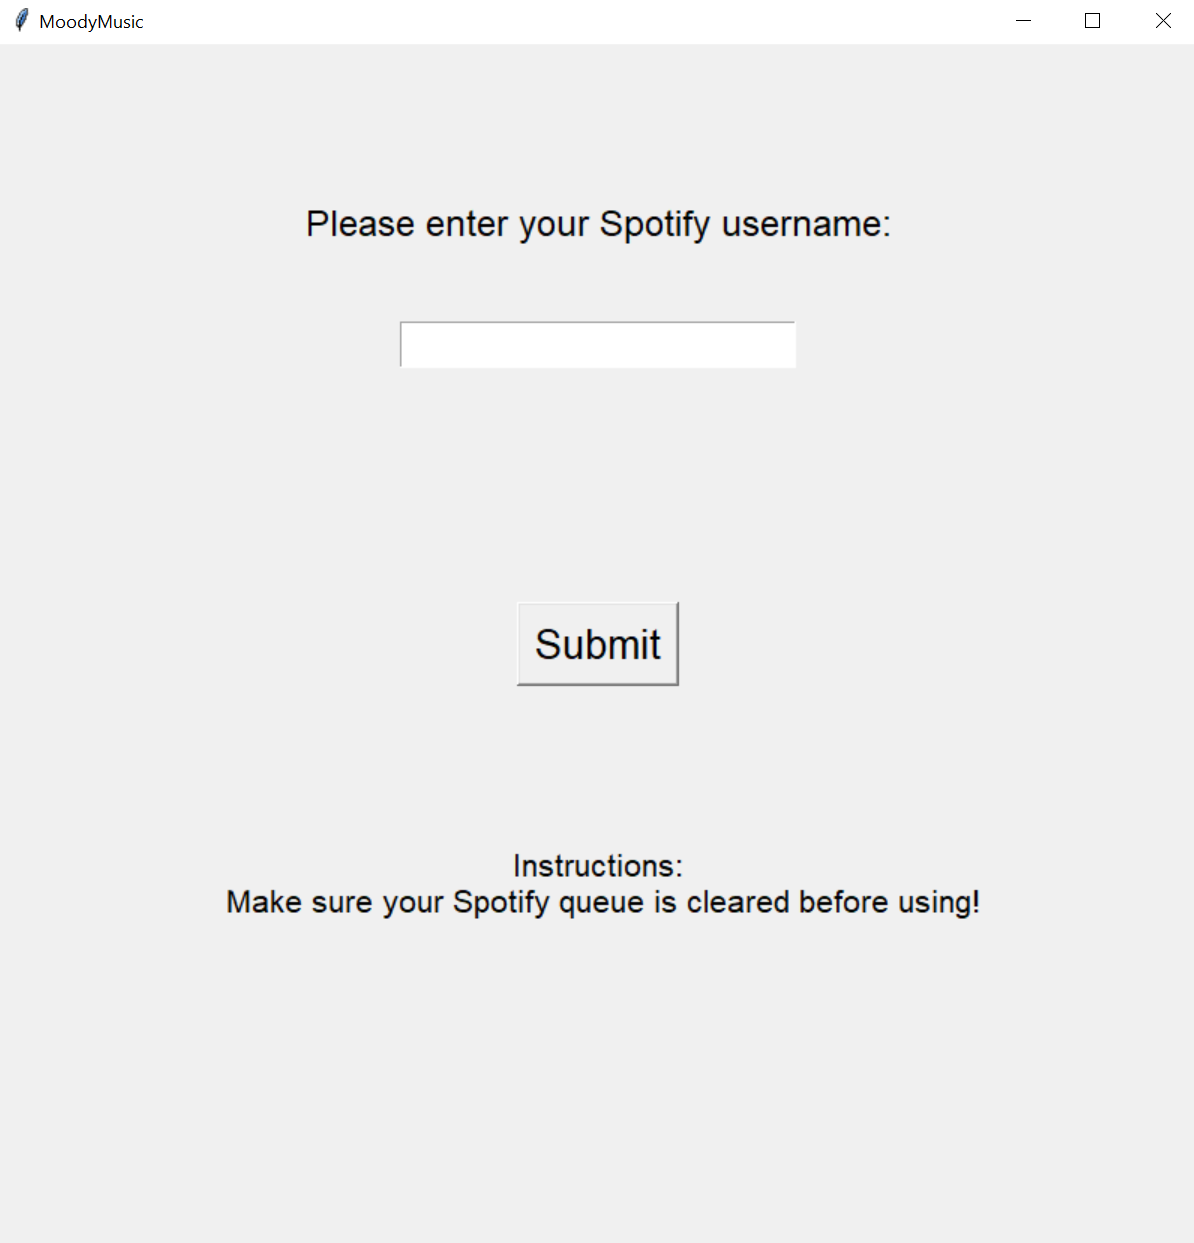 MoodyMusic
Please enter your Spotify username:
Submit
Instructions:
Make sure your Spotify queue is cleared before using!